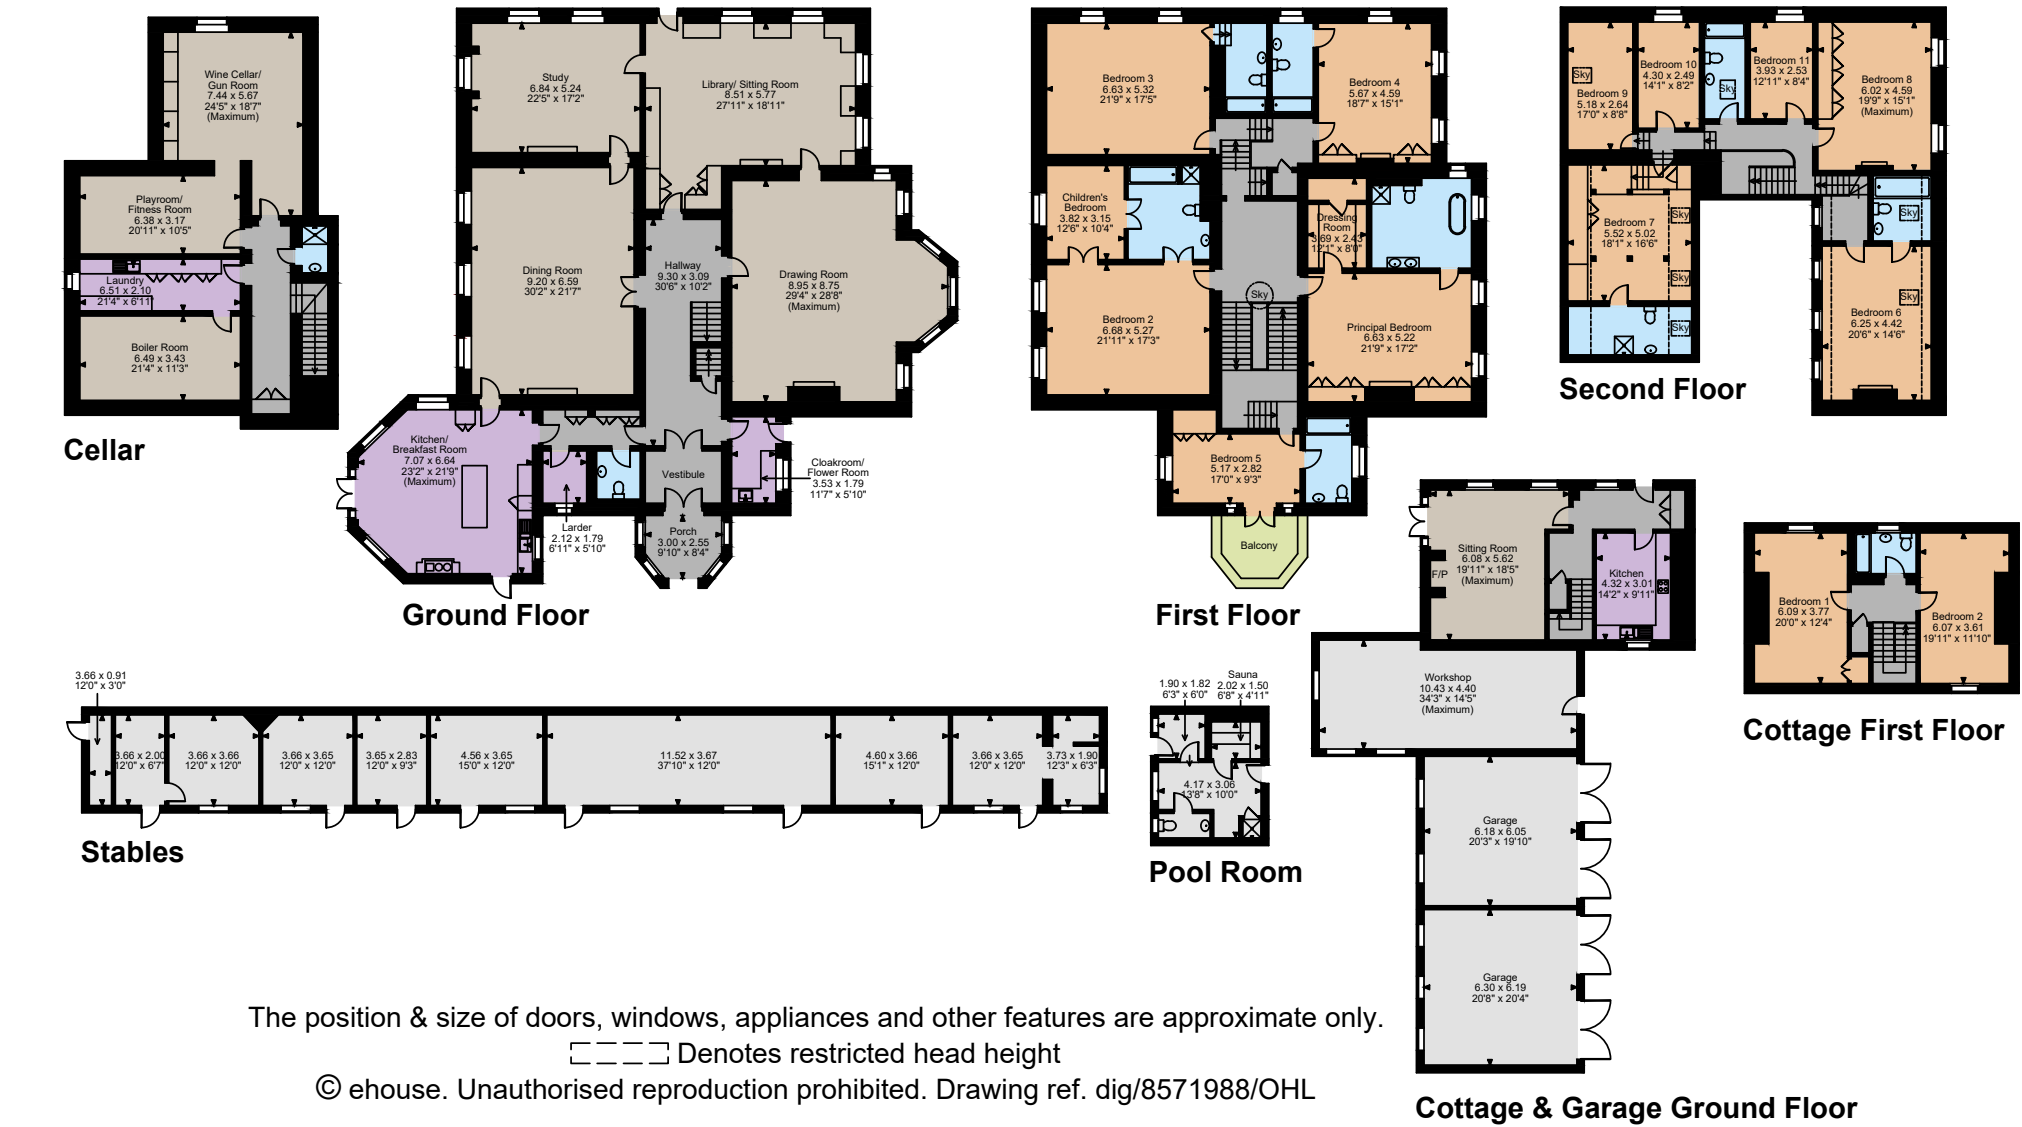 Wine Cellar/
Gun Room
7.44 x 5.67
24'5" x 18'7"
(Maximum)
Playroom/
Fitness Room
6.38 x 3.17
20'11" x 10'5"
Laundry
6.51 x 2.10
21'4" x 6'11"
Boiler Room
6.49 x 3.43
21'4" x 11'3"
Cellar
Study
6.84 x 5.24
22'5" x 17'2"
Library/ Sitting Room
8.51 x 5.77
27'11" x 18'11"
Dining Room
9.20 x 6.59
30'2" x 21'7"
Hallway
9.30 x 3.09
30'6" x 10'2"
Drawing Room
8.95 x 8.75
29'4" x 28'8"
(Maximum)
Kitchen/
Breakfast Room
7.07 x 6.64
23'2" x 21'9"
(Maximum)
Larder
2.12 x 1.79
6'11" x 5'10"
Vestibule
Porch
3.00 x 2.55
9'10" x 8'4"
Cloakroom/
Flower Room
3.53 x 1.79
11'7" x 5'10"
Ground Floor
Bedroom 3
6.63 x 5.32
21'9" x 17'5"
Bedroom 4
5.67 x 4.59
18'7" x 15'1"
Children's
Bedroom
3.82 x 3.15
12'6" x 10'4"
Dressing
Room
3.69 x 2.43
12'1" x 8'0"
Sky
Bedroom 2
6.68 x 5.27
21'11" x 17'3"
Principal Bedroom
6.63 x 5.22
21'9" x 17'2"
Bedroom 5
5.17 x 2.82
17'0" x 9'3"
Balcony
First Floor
Sky
Bedroom 9
5.18 x 2.64
17'0" x 8'8"
Bedroom 10
4.30 x 2.49
14'1" x 8'2"
Sky
Bedroom 11
3.93 x 2.53
12'11" x 8'4"
Bedroom 8
6.02 x 4.59
19'9" x 15'1"
(Maximum)
Bedroom 7
5.52 x 5.02
18'1" x 16'6"
Sky
Sky
Sky
Sky
Sky
Bedroom 6
6.25 x 4.42
20'6" x 14'6"
Second Floor
Sitting Room
6.08 x 5.62
19'11" x 18'5"
(Maximum)
F/P
Kitchen
4.32 x 3.01
14'2" x 9'11"
Workshop
10.43 x 4.40
34'3" x 14'5"
(Maximum)
Garage
6.18 x 6.05
20'3" x 19'10"
Garage
6.30 x 6.19
20'8" x 20'4"
Cottage & Garage Ground Floor
Bedroom 1
6.09 x 3.77
20'0" x 12'4"
Bedroom 2
6.07 x 3.61
19'11" x 11'10"
Cottage First Floor
3.66 x 0.91
12'0" x 3'0"
3.66 x 2.00
12'0" x 6'7"
3.66 x 3.66
12'0" x 12'0"
3.66 x 3.65
12'0" x 12'0"
3.65 x 2.83
12'0" x 9'3"
4.56 x 3.65
15'0" x 12'0"
11.52 x 3.67
37'10" x 12'0"
4.60 x 3.66
15'1" x 12'0"
3.66 x 3.65
12'0" x 12'0"
3.73 x 1.90
12'3" x 6'3"
Stables
1.90 x 1.82
6'3" x 6'0"
Sauna
2.02 x 1.50
6'8" x 4'11"
4.17 x 3.06
13'8" x 10'0"
Pool Room
The position & size of doors, windows, appliances and other features are approximate only.
Denotes restricted head height
© ehouse. Unauthorised reproduction prohibited. Drawing ref. dig/8571988/OHL